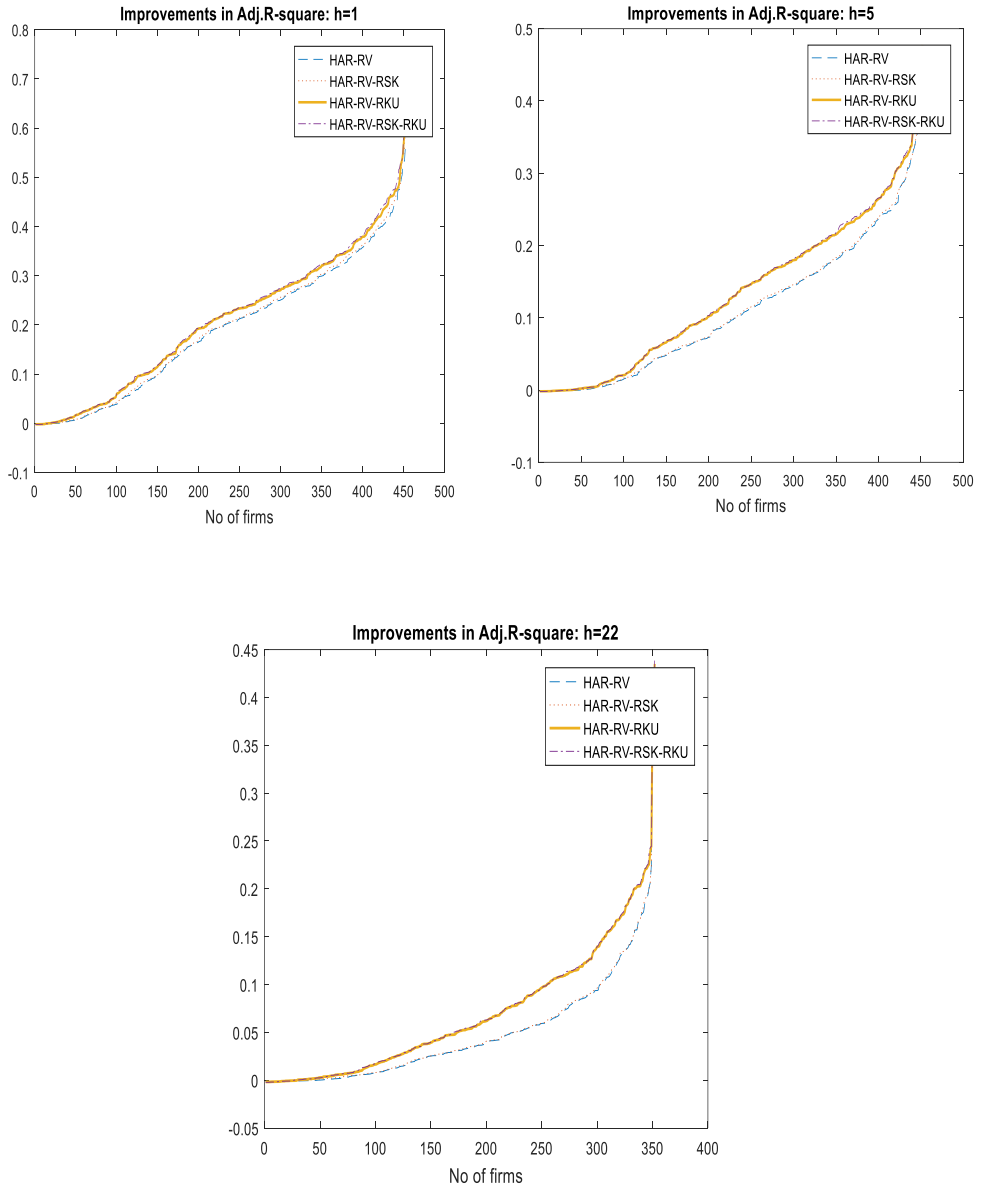 Improvements in Adj.R-square: h=1
0.8
0.7
0.6
0.5
0.4
0.3
0.2
0.1
0
-0.1
HAR-RV
HAR-RV-RSK
HAR-RV-RKU
HAR-RV-RSK-RKU
0 50 100 150 200 250 300 350 400 450 500
No of firms
Improvements in Adj.R-square: h=5
0.5
0.4
0.3
0.2
0.1
0
-0.1
HAR-RV
HAR-RV-RSK
HAR-RV-RKU
HAR-RV-RSK-RKU
0 50 100 150 200 250 300 350 400 450 500
No of firms
Improvements in Adj.R-square: h=22
0.45
0.4
0.35
0.3
0.25
0.2
0.15
0.1
0.05
0
-0.05
HAR-RV
HAR-RV-RSK
HAR-RV-RKU
HAR-RV-RSK-RKU
0 50 100 150 200 250 300 350 400
No of firms